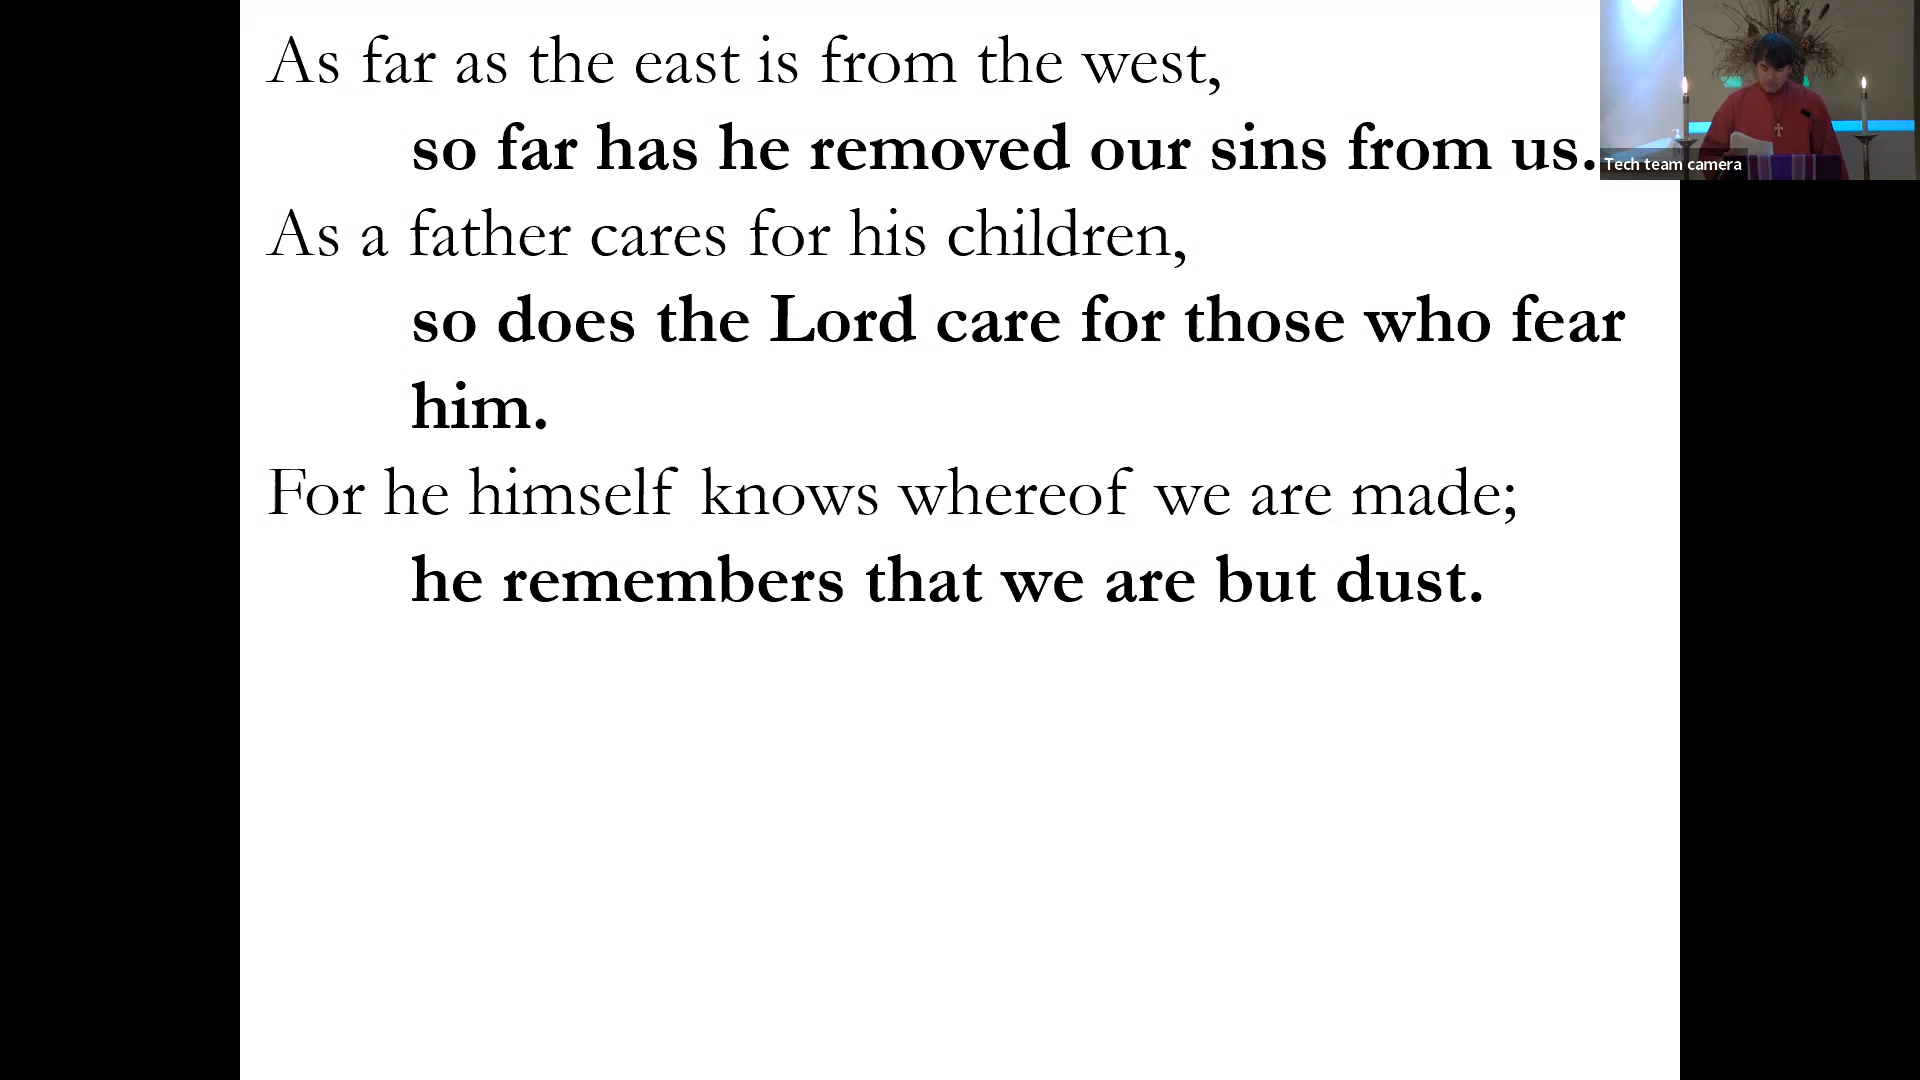 As far as the east is from the west,
so far has he removed our sins from us.
As a father cares for his children,
so does the Lord care for those who fear
him.
For he himself knows whereof we are made;
he remembers that we are but dust.
Tech team camera